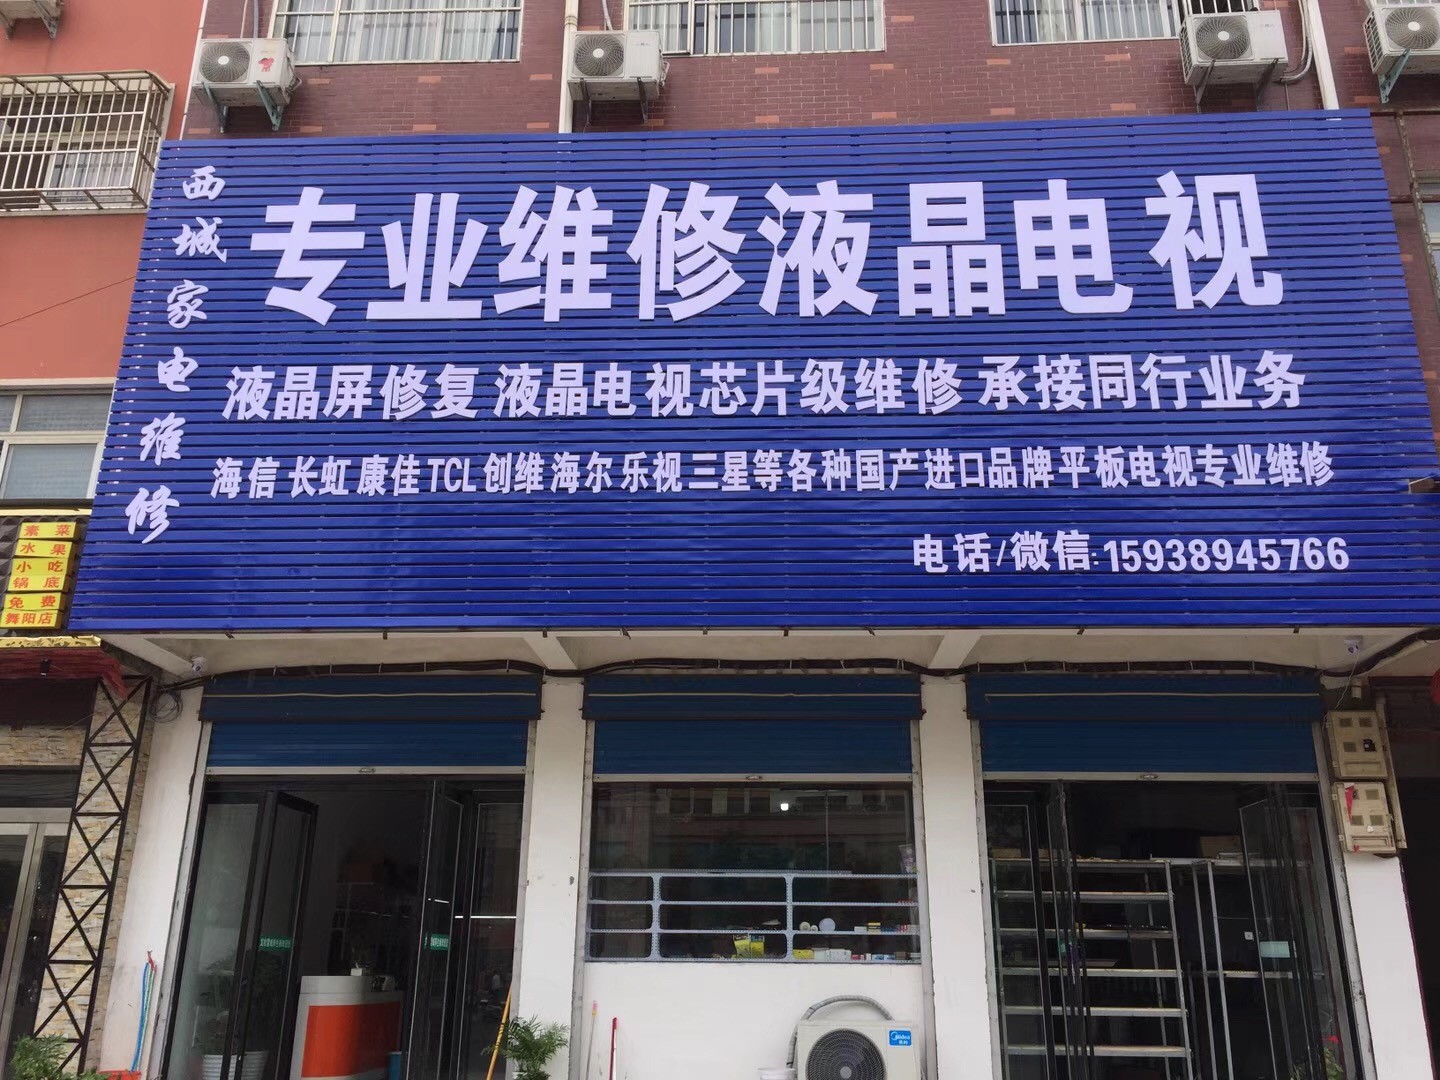 西城家电维修
专业维修液晶电视
液晶屏修复 液晶电视芯片级维修 承接同行业务
海信 长虹 康佳 TCL 创维 海尔 乐视 三星等各种国产进口品牌平板电视专业维修
电话/微信:15938945766
素菜
水果
小吃
锅底
免费
舞阳店
Midea